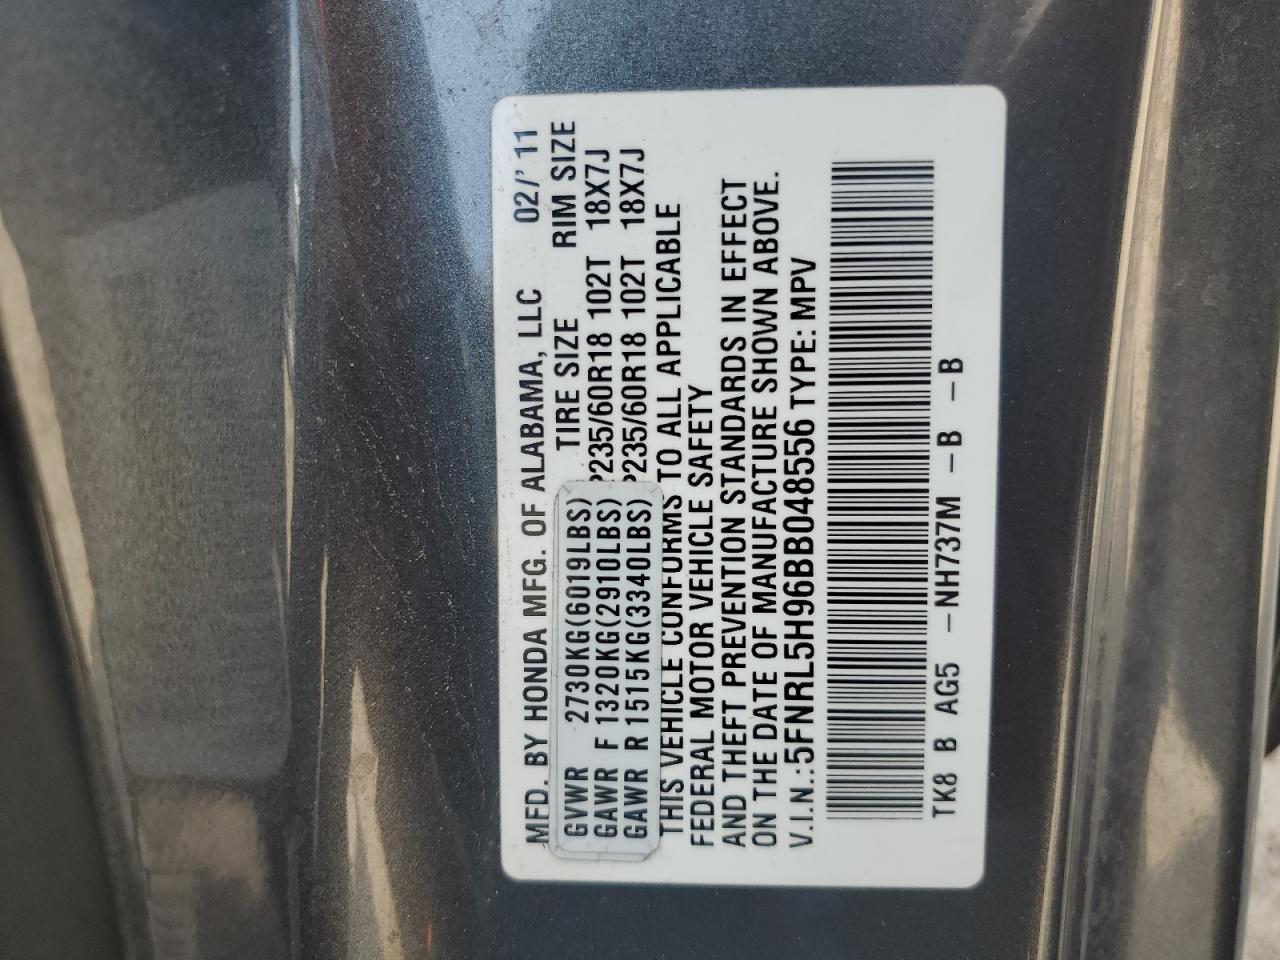 MED. BY HONDA MFG. OF ALABAMA, LLC 02/' 11
TIRE SIZE RIM SIZE
GVWR 2730KG(6019LBS)
GAWR F 1320KG(2910LBS) P235/60R18 102T 18X7J
GAWR R 1515KG(3340LBS) P235/60R18 102T 18X7J
THIS VEHICLE CONFORMS TO ALL APPLICABLE
FEDERAL MOTOR VEHICLE SAFETY
AND THEFT PREVENTION STANDARDS IN EFFECT
ON THE DATE OF MANUFACTURE SHOWN ABOVE.
V.I.N.:5FNRL5H96BB048556 TYPE: MPV
TK8 B AG5 -NH737M -B -B